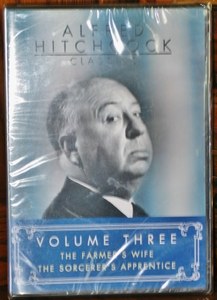 ALFRED
HITCHCOCK
VOLUME THREE
THE FARMER'S WIFE
THE SORCERER'S APPRENTICE